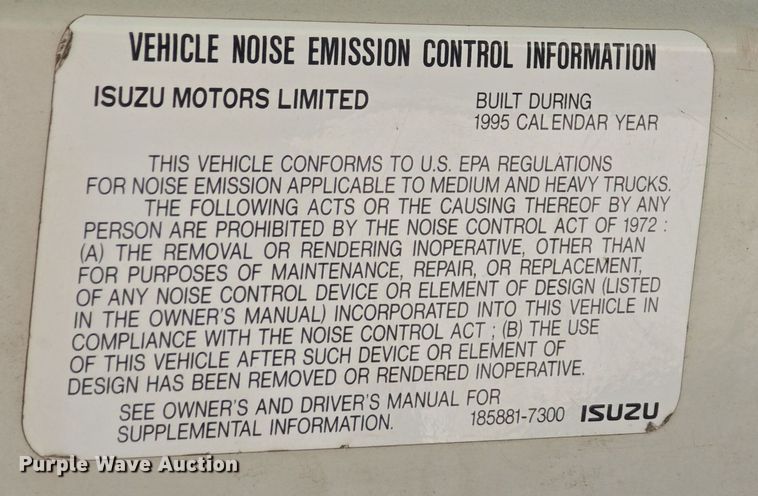 VEHICLE NOISE EMISSION CONTROL INFORMATION
ISUZU MOTORS LIMITED
BUILT DURING
1995 CALENDAR YEAR
THIS VEHICLE CONFORMS TO U.S. EPA REGULATIONS
FOR NOISE EMISSION APPLICABLE TO MEDIUM AND HEAVY TRUCKS.
THE FOLLOWING ACTS OR THE CAUSING THEREOF BY ANY
PERSON ARE PROHIBITED BY THE NOISE CONTROL ACT OF 1972 :
(A) THE REMOVAL OR RENDERING INOPERATIVE, OTHER THAN
FOR PURPOSES OF MAINTENANCE, REPAIR, OR REPLACEMENT,
OF ANY NOISE CONTROL DEVICE OR ELEMENT OF DESIGN (LISTED
IN THE OWNER'S MANUAL) INCORPORATED INTO THIS VEHICLE IN
COMPLIANCE WITH THE NOISE CONTROL ACT ; (B) THE USE
OF THIS VEHICLE AFTER SUCH DEVICE OR ELEMENT OF
DESIGN HAS BEEN REMOVED OR RENDERED INOPERATIVE.
SEE OWNER'S AND DRIVER'S MANUAL FOR
SUPPLEMENTAL INFORMATION.
185881-7300 ISUZU
Purple Wave Auction